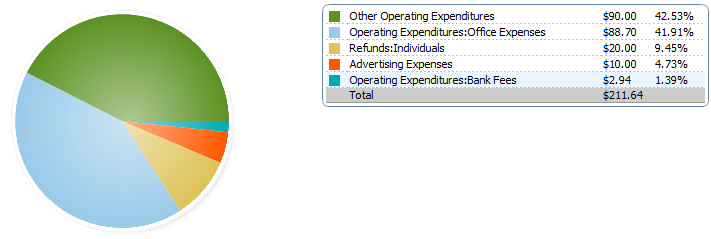 Other Operating Expenditures $90.00 42.53%
Operating Expenditures:Office Expenses $88.70 41.91%
Refunds:Individuals $20.00 9.45%
Advertising Expenses $10.00 4.73%
Operating Expenditures:Bank Fees $2.94 1.39%
Total $211.64